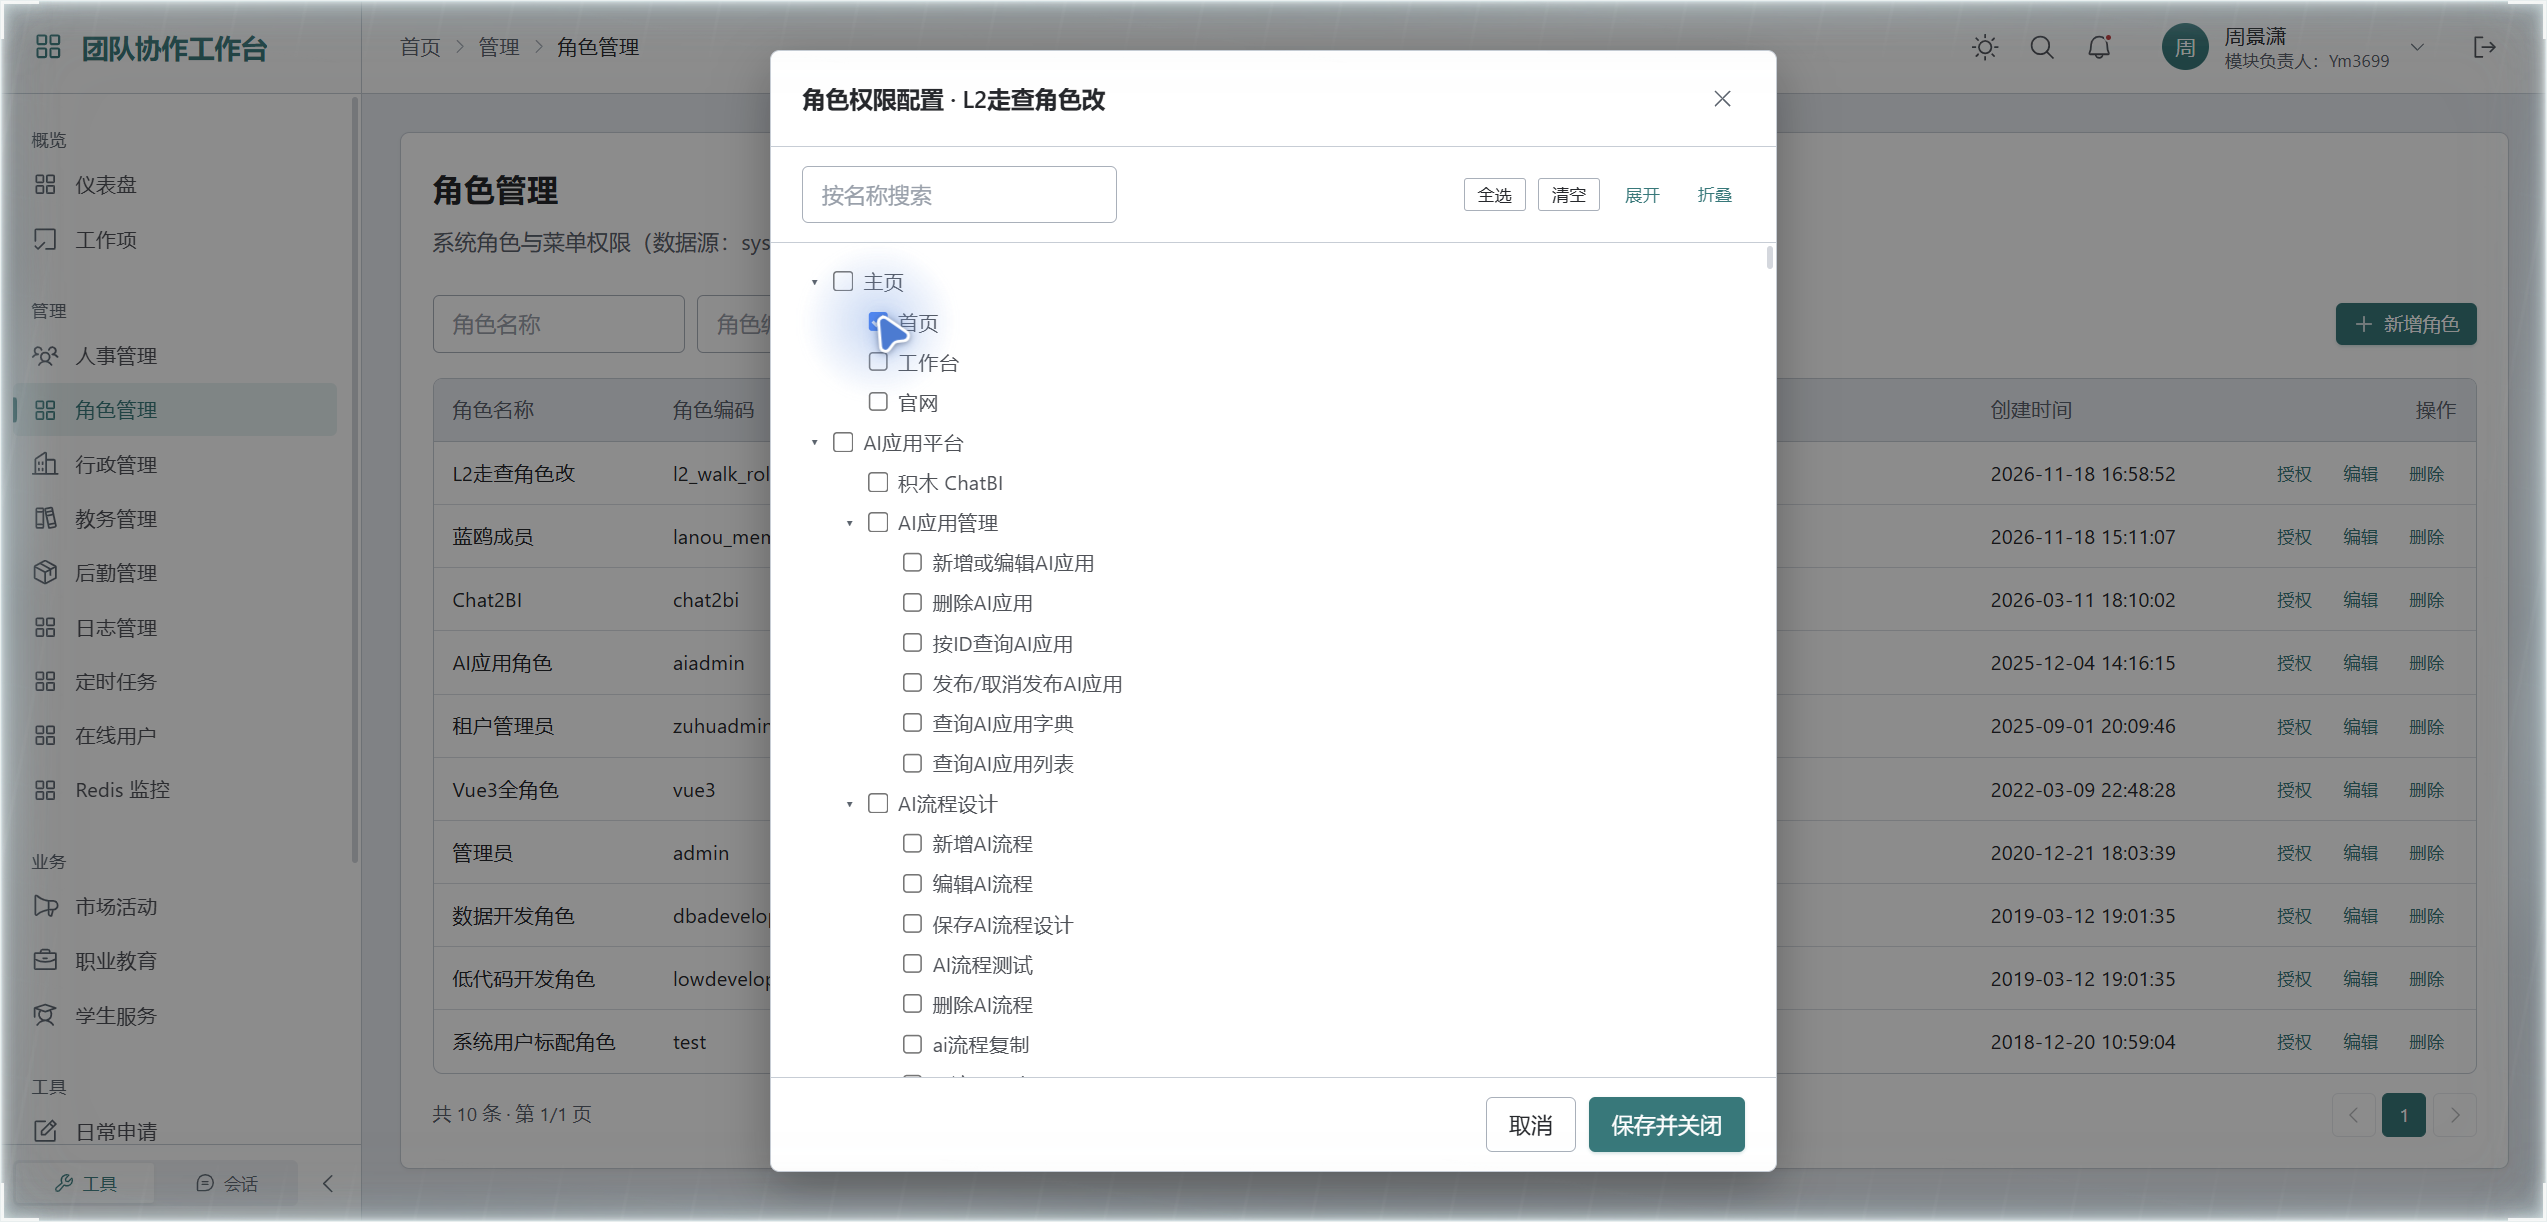 团队协作工作台
首页 > 管理 > 角色管理
周
周景潇
模块负责人：Ym3699
概览
仪表盘
工作项
管理
人事管理
角色管理
行政管理
教务管理
后勤管理
日志管理
定时任务
在线用户
Redis 监控
业务
市场活动
职业教育
学生服务
工具
日常申请
工具
会话
角色管理
系统角色与菜单权限（数据源：sys
角色名称
角色编
新增角色
角色名称 角色编码 创建时间 操作
L2走查角色改 l2_walk_rol 2026-11-18 16:58:52 授权 编辑 删除
蓝鸥成员 lanou_mem 2026-11-18 15:11:07 授权 编辑 删除
Chat2BI chat2bi 2026-03-11 18:10:02 授权 编辑 删除
AI应用角色 aiadmin 2025-12-04 14:16:15 授权 编辑 删除
租户管理员 zuhuadmin 2025-09-01 20:09:46 授权 编辑 删除
Vue3全角色 vue3 2022-03-09 22:48:28 授权 编辑 删除
管理员 admin 2020-12-21 18:03:39 授权 编辑 删除
数据开发角色 dbadevelop 2019-03-12 19:01:35 授权 编辑 删除
低代码开发角色 lowdevelop 2019-03-12 19:01:35 授权 编辑 删除
系统用户标配角色 test 2018-12-20 10:59:04 授权 编辑 删除
共 10 条 · 第 1/1 页
1
角色权限配置 · L2走查角色改
按名称搜索
全选
清空
展开
折叠
主页
首页
工作台
官网
AI应用平台
积木 ChatBI
AI应用管理
新增或编辑AI应用
删除AI应用
按ID查询AI应用
发布/取消发布AI应用
查询AI应用字典
查询AI应用列表
AI流程设计
新增AI流程
编辑AI流程
保存AI流程设计
AI流程测试
删除AI流程
ai流程复制
取消
保存并关闭